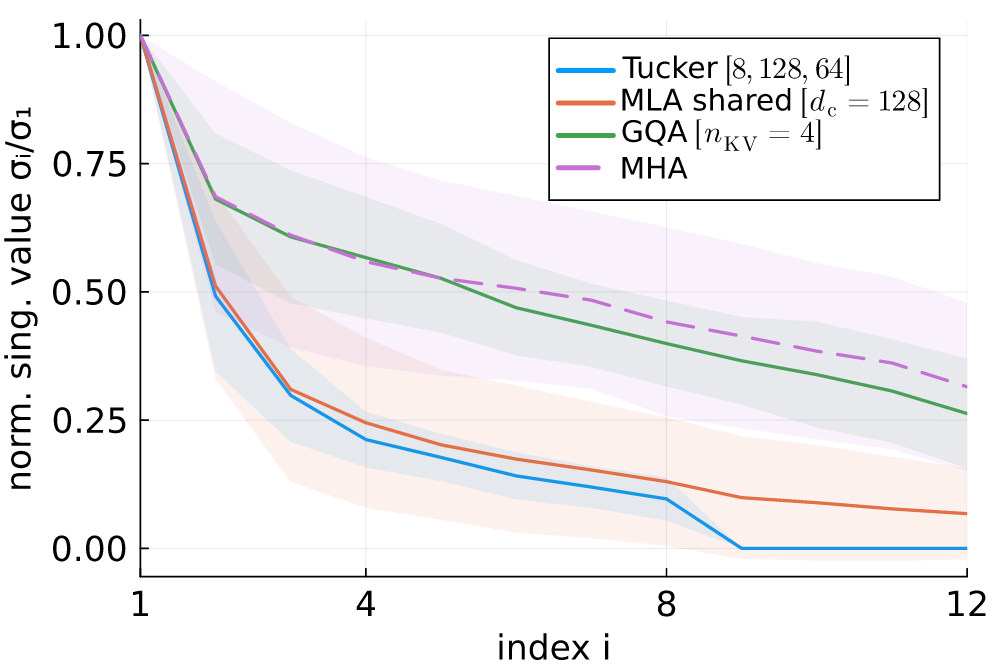 1.00
0.75
0.50
0.25
0.00
norm. sing. value σᵢ/σ₁
Tucker [8, 128, 64]
MLA shared [d_c = 128]
GQA [n_KV = 4]
MHA
1 4 8 12
index i